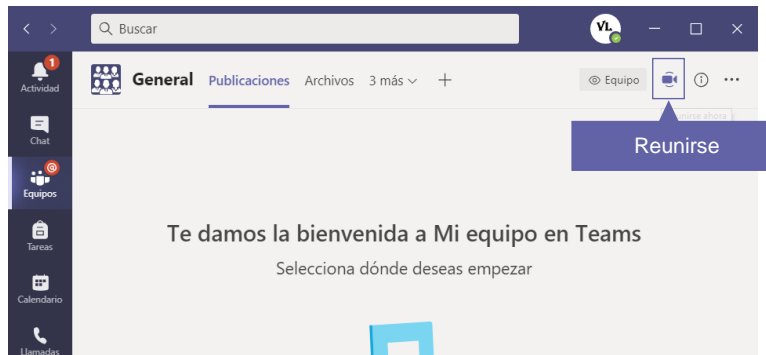 Buscar
VL
1
Actividad
General Publicaciones Archivos 3 más
Equipo
Reunirse
Chat
@
Equipos
Te damos la bienvenida a Mi equipo en Teams
Tareas
Selecciona dónde deseas empezar
Calendario
Llamadas